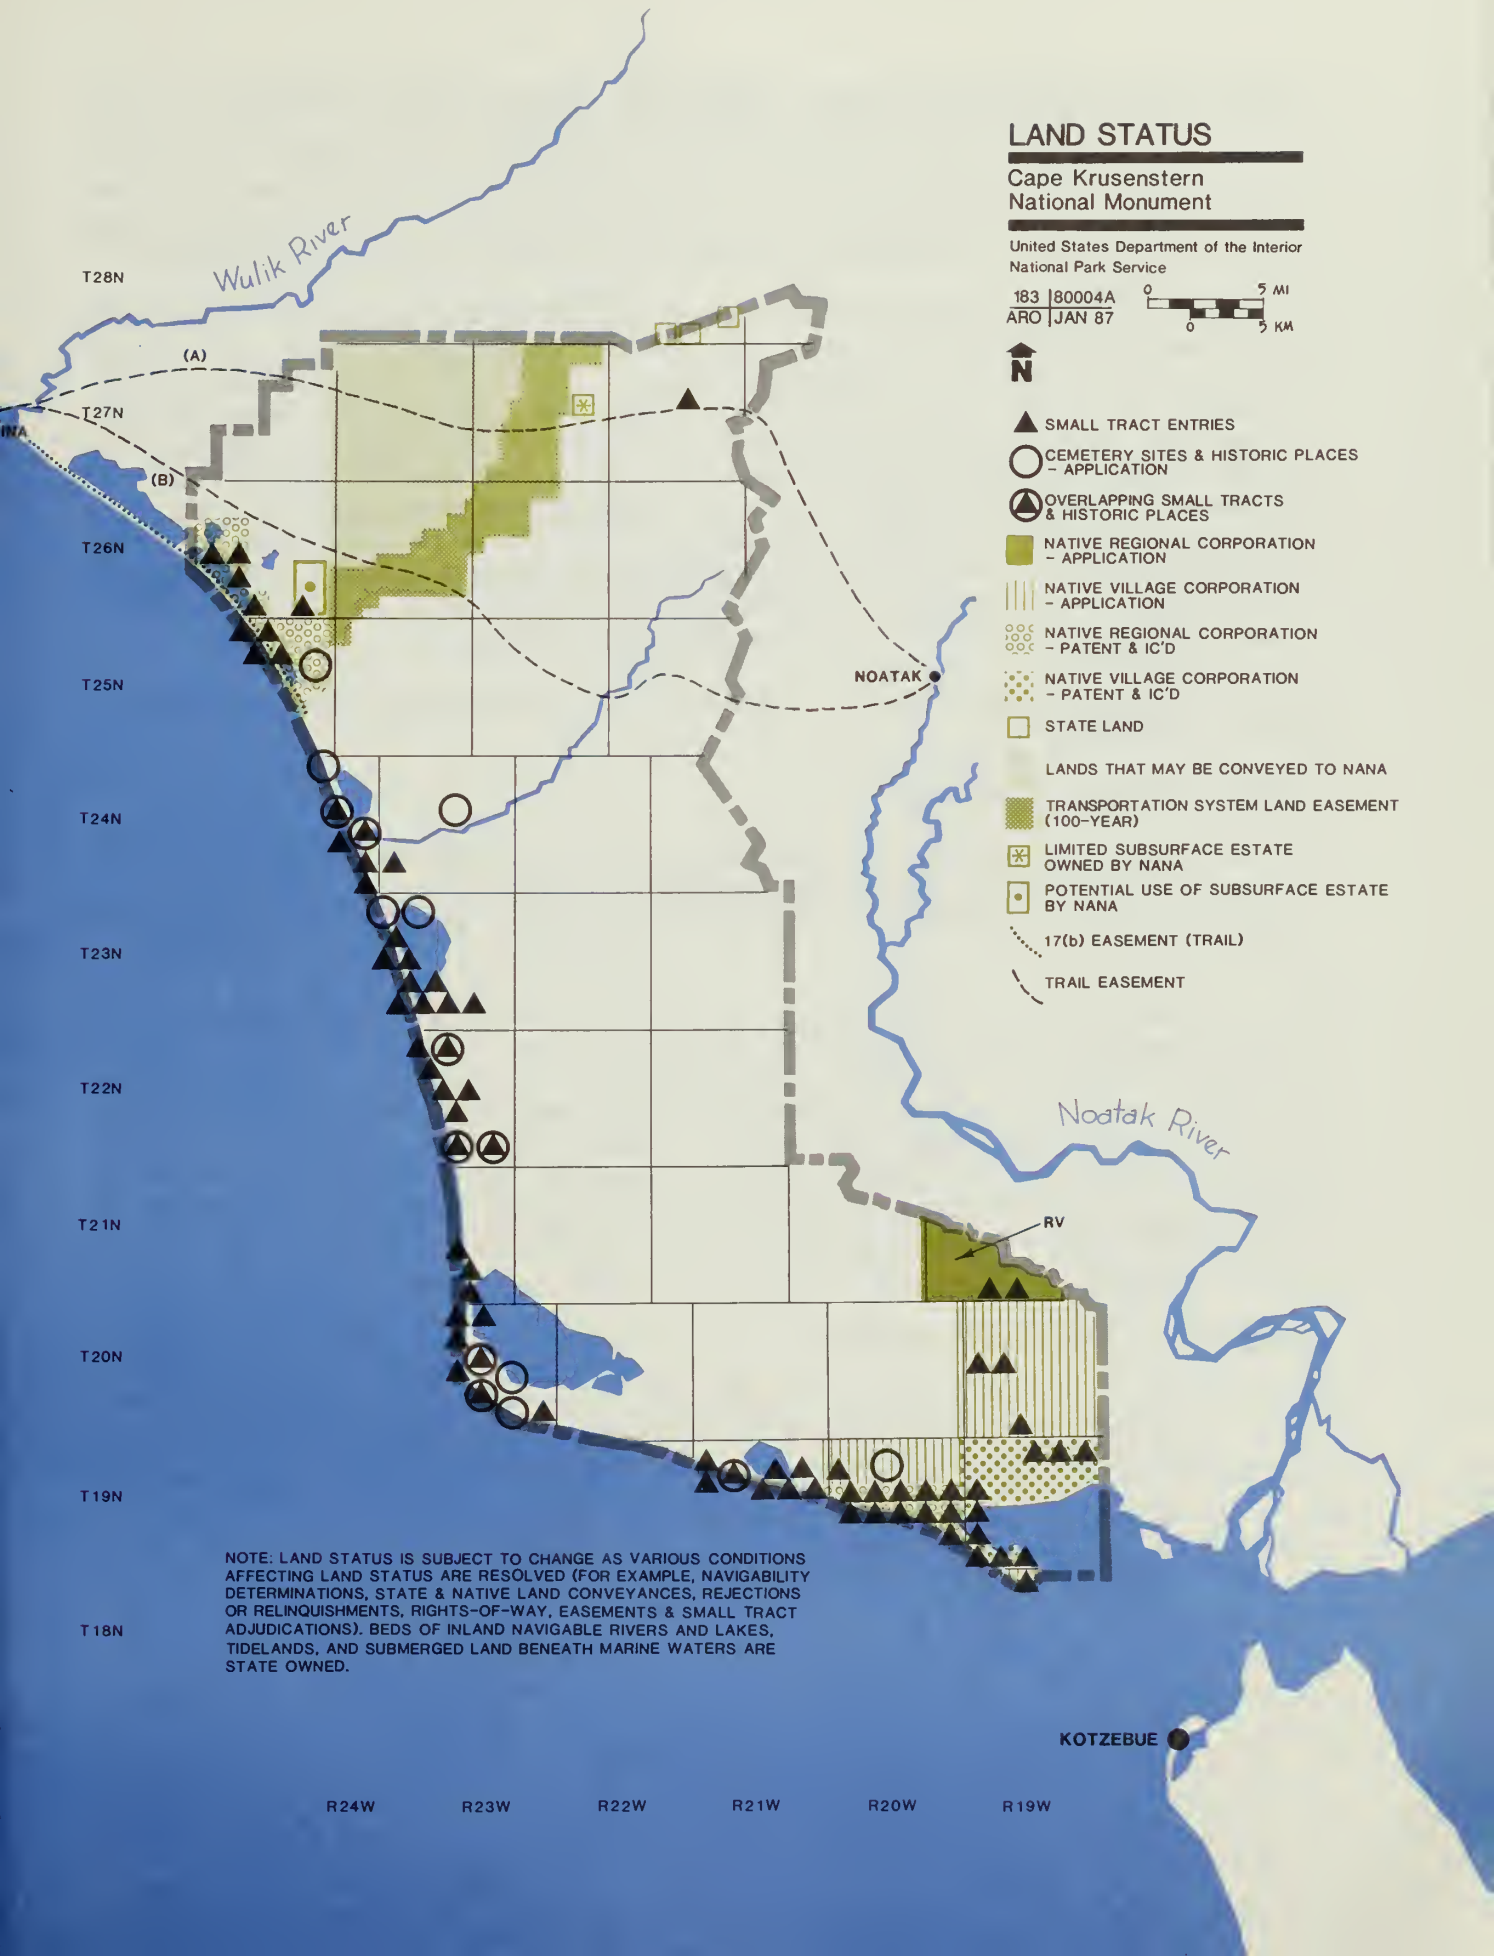 LAND STATUS
Cape Krusenstern
National Monument
United States Department of the Interior
National Park Service
183 80004A
ARO JAN 87
0 5 MI
0 5 KM
N
SMALL TRACT ENTRIES
CEMETERY SITES & HISTORIC PLACES
- APPLICATION
OVERLAPPING SMALL TRACTS
& HISTORIC PLACES
NATIVE REGIONAL CORPORATION
- APPLICATION
NATIVE VILLAGE CORPORATION
- APPLICATION
NATIVE REGIONAL CORPORATION
- PATENT & IC'D
NATIVE VILLAGE CORPORATION
- PATENT & IC'D
STATE LAND
LANDS THAT MAY BE CONVEYED TO NANA
TRANSPORTATION SYSTEM LAND EASEMENT
(100-YEAR)
LIMITED SUBSURFACE ESTATE
OWNED BY NANA
POTENTIAL USE OF SUBSURFACE ESTATE
BY NANA
17(b) EASEMENT (TRAIL)
TRAIL EASEMENT
Wulik River
T28N
(A)
T27N
INA
(B)
T26N
T25N
NOATAK
T24N
T23N
T22N
Noatak River
T21N
RV
T20N
T19N
T18N
NOTE: LAND STATUS IS SUBJECT TO CHANGE AS VARIOUS CONDITIONS
AFFECTING LAND STATUS ARE RESOLVED (FOR EXAMPLE, NAVIGABILITY
DETERMINATIONS, STATE & NATIVE LAND CONVEYANCES, REJECTIONS
OR RELINQUISHMENTS, RIGHTS-OF-WAY, EASEMENTS & SMALL TRACT
ADJUDICATIONS). BEDS OF INLAND NAVIGABLE RIVERS AND LAKES,
TIDELANDS, AND SUBMERGED LAND BENEATH MARINE WATERS ARE
STATE OWNED.
KOTZEBUE
R24W R23W R22W R21W R20W R19W